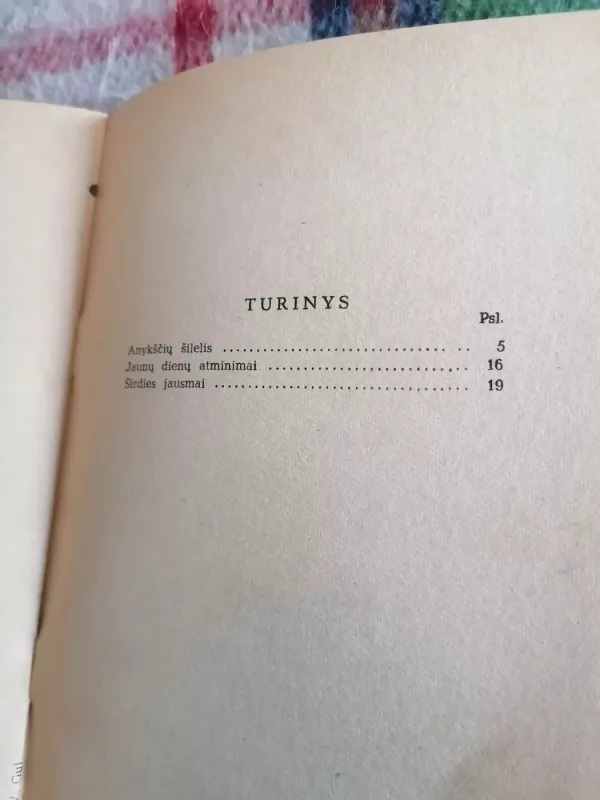 TURINYS
Psl.
Anykščių šilelis ........................................ .. 5
Jaunų dienų atminimai ................................. 16
Širdies jausmai .......................................... 19